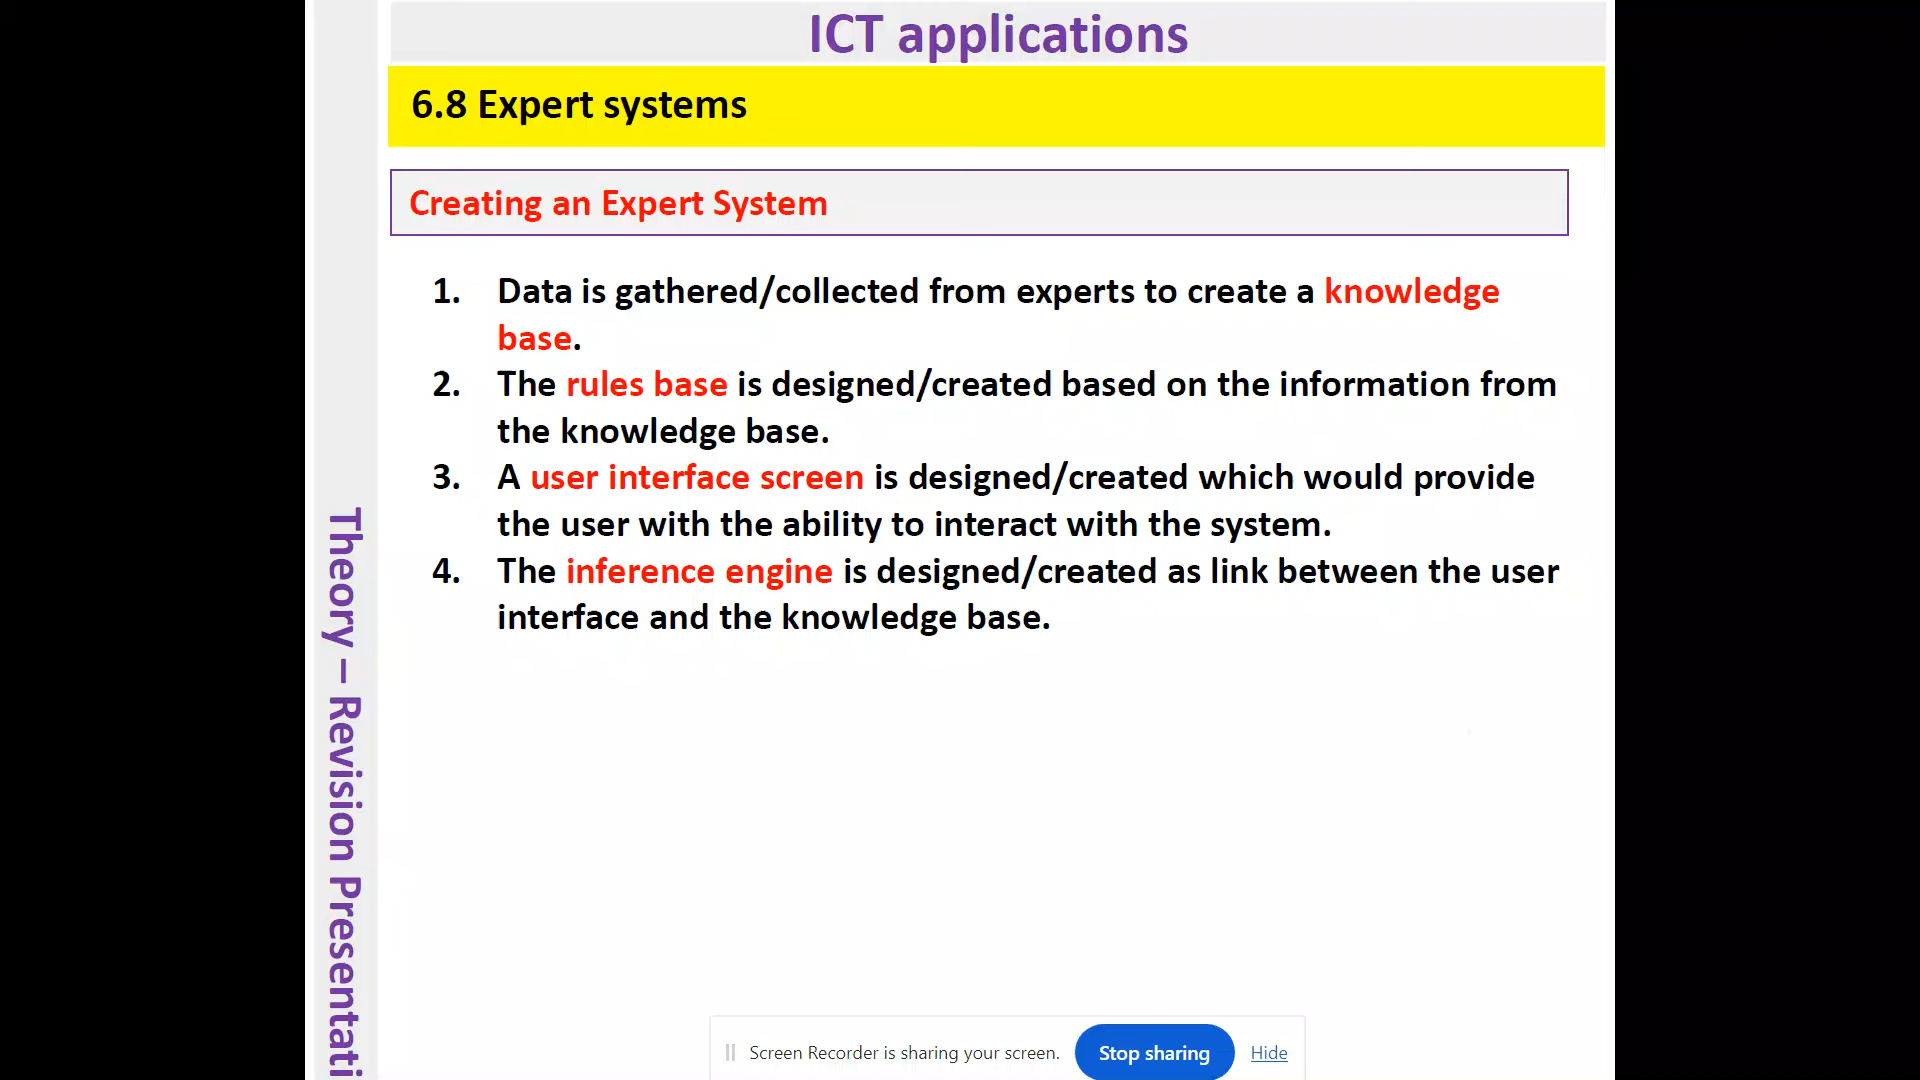 ICT applications
6.8 Expert systems
Creating an Expert System
1. Data is gathered/collected from experts to create a knowledge
base.
2. The rules base is designed/created based on the information from
the knowledge base.
3. A user interface screen is designed/created which would provide
the user with the ability to interact with the system.
4. The inference engine is designed/created as link between the user
interface and the knowledge base.
Theory – Revision Presentati
Screen Recorder is sharing your screen. Stop sharing Hide